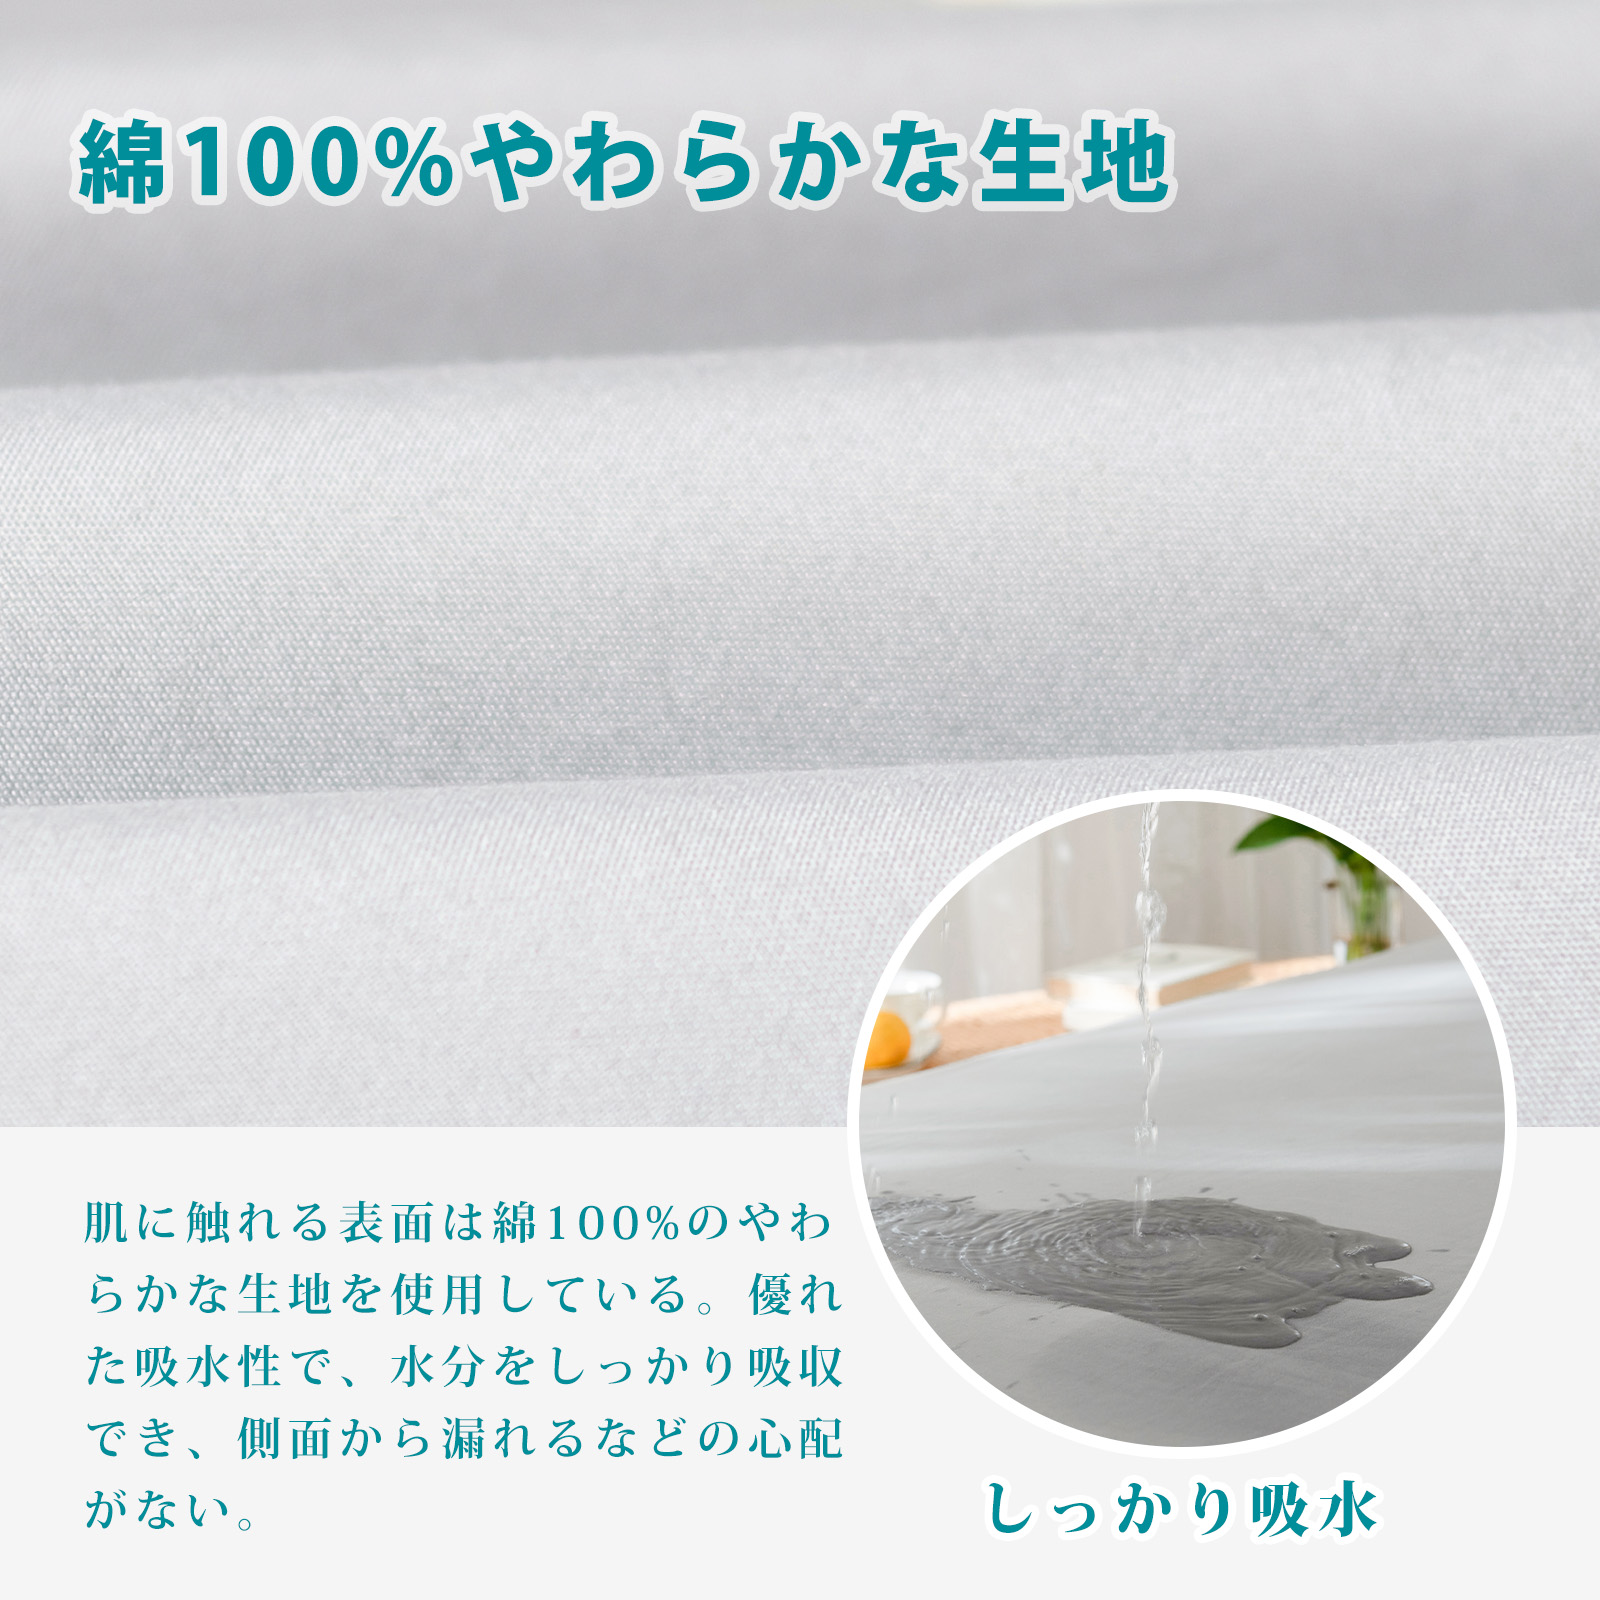 綿100%やわらかな生地
肌に触れる表面は綿100%のやわ
らかな生地を使用している。優れ
た吸水性で、水分をしっかり吸収
でき、側面から漏れるなどの心配
がない。
しっかり吸水